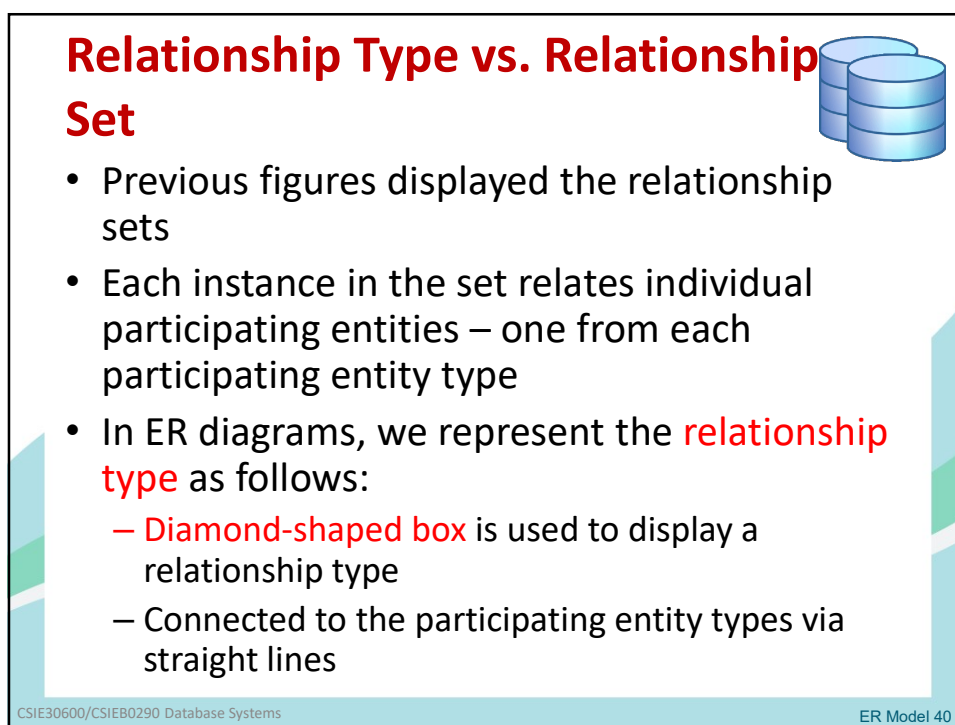 Relationship Type vs. Relationship
Set
• Previous figures displayed the relationship
sets
• Each instance in the set relates individual
participating entities – one from each
participating entity type
• In ER diagrams, we represent the relationship
type as follows:
– Diamond-shaped box is used to display a
relationship type
– Connected to the participating entity types via
straight lines
CSIE30600/CSIEB0290 Database Systems
ER Model 40